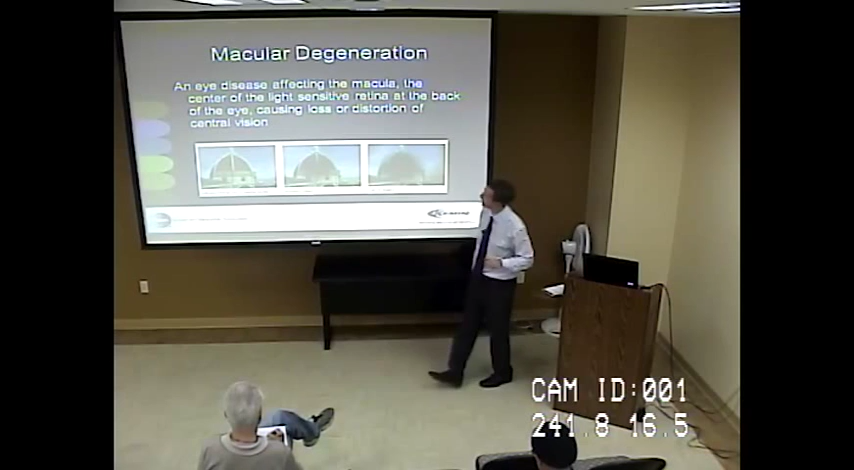 Macular Degeneration
An eye disease affecting the macula, the
center of the light sensitive retina at the back
of the eye, causing loss or distortion of
central vision
CAM ID:001
241.8 16.5